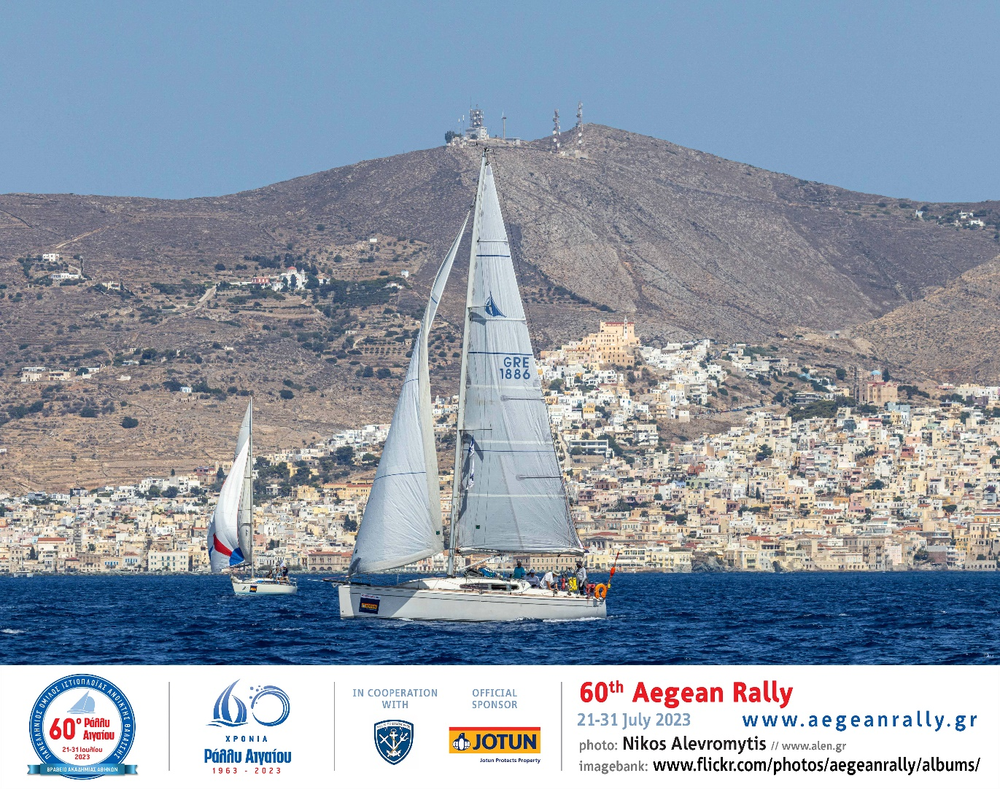 GRE
1886
ΠΑΝΕΛΛΗΝΙΟΣ ΟΜΙΛΟΣ ΙΣΤΙΟΠΛΟΪΑΣ ΑΝΟΙΚΤΗΣ ΘΑΛΑΣΣΗΣ
60º Ράλλυ
Αιγαίου
21-31 Ιουλίου
2023
ΒΡΑΒΕΙΟ ΑΚΑΔΗΜΙΑΣ ΑΘΗΝΩΝ
60
ΧΡΟΝΙΑ
Ράλλυ Αιγαίου
1963 - 2023
IN COOPERATION
WITH
OFFICIAL
SPONSOR
JOTUN
Jotun Protects Property
60th Aegean Rally
21-31 July 2023
www.aegeanrally.gr
photo: Nikos Alevromytis // www.alen.gr
imagebank: www.flickr.com/photos/aegeanrally/albums/